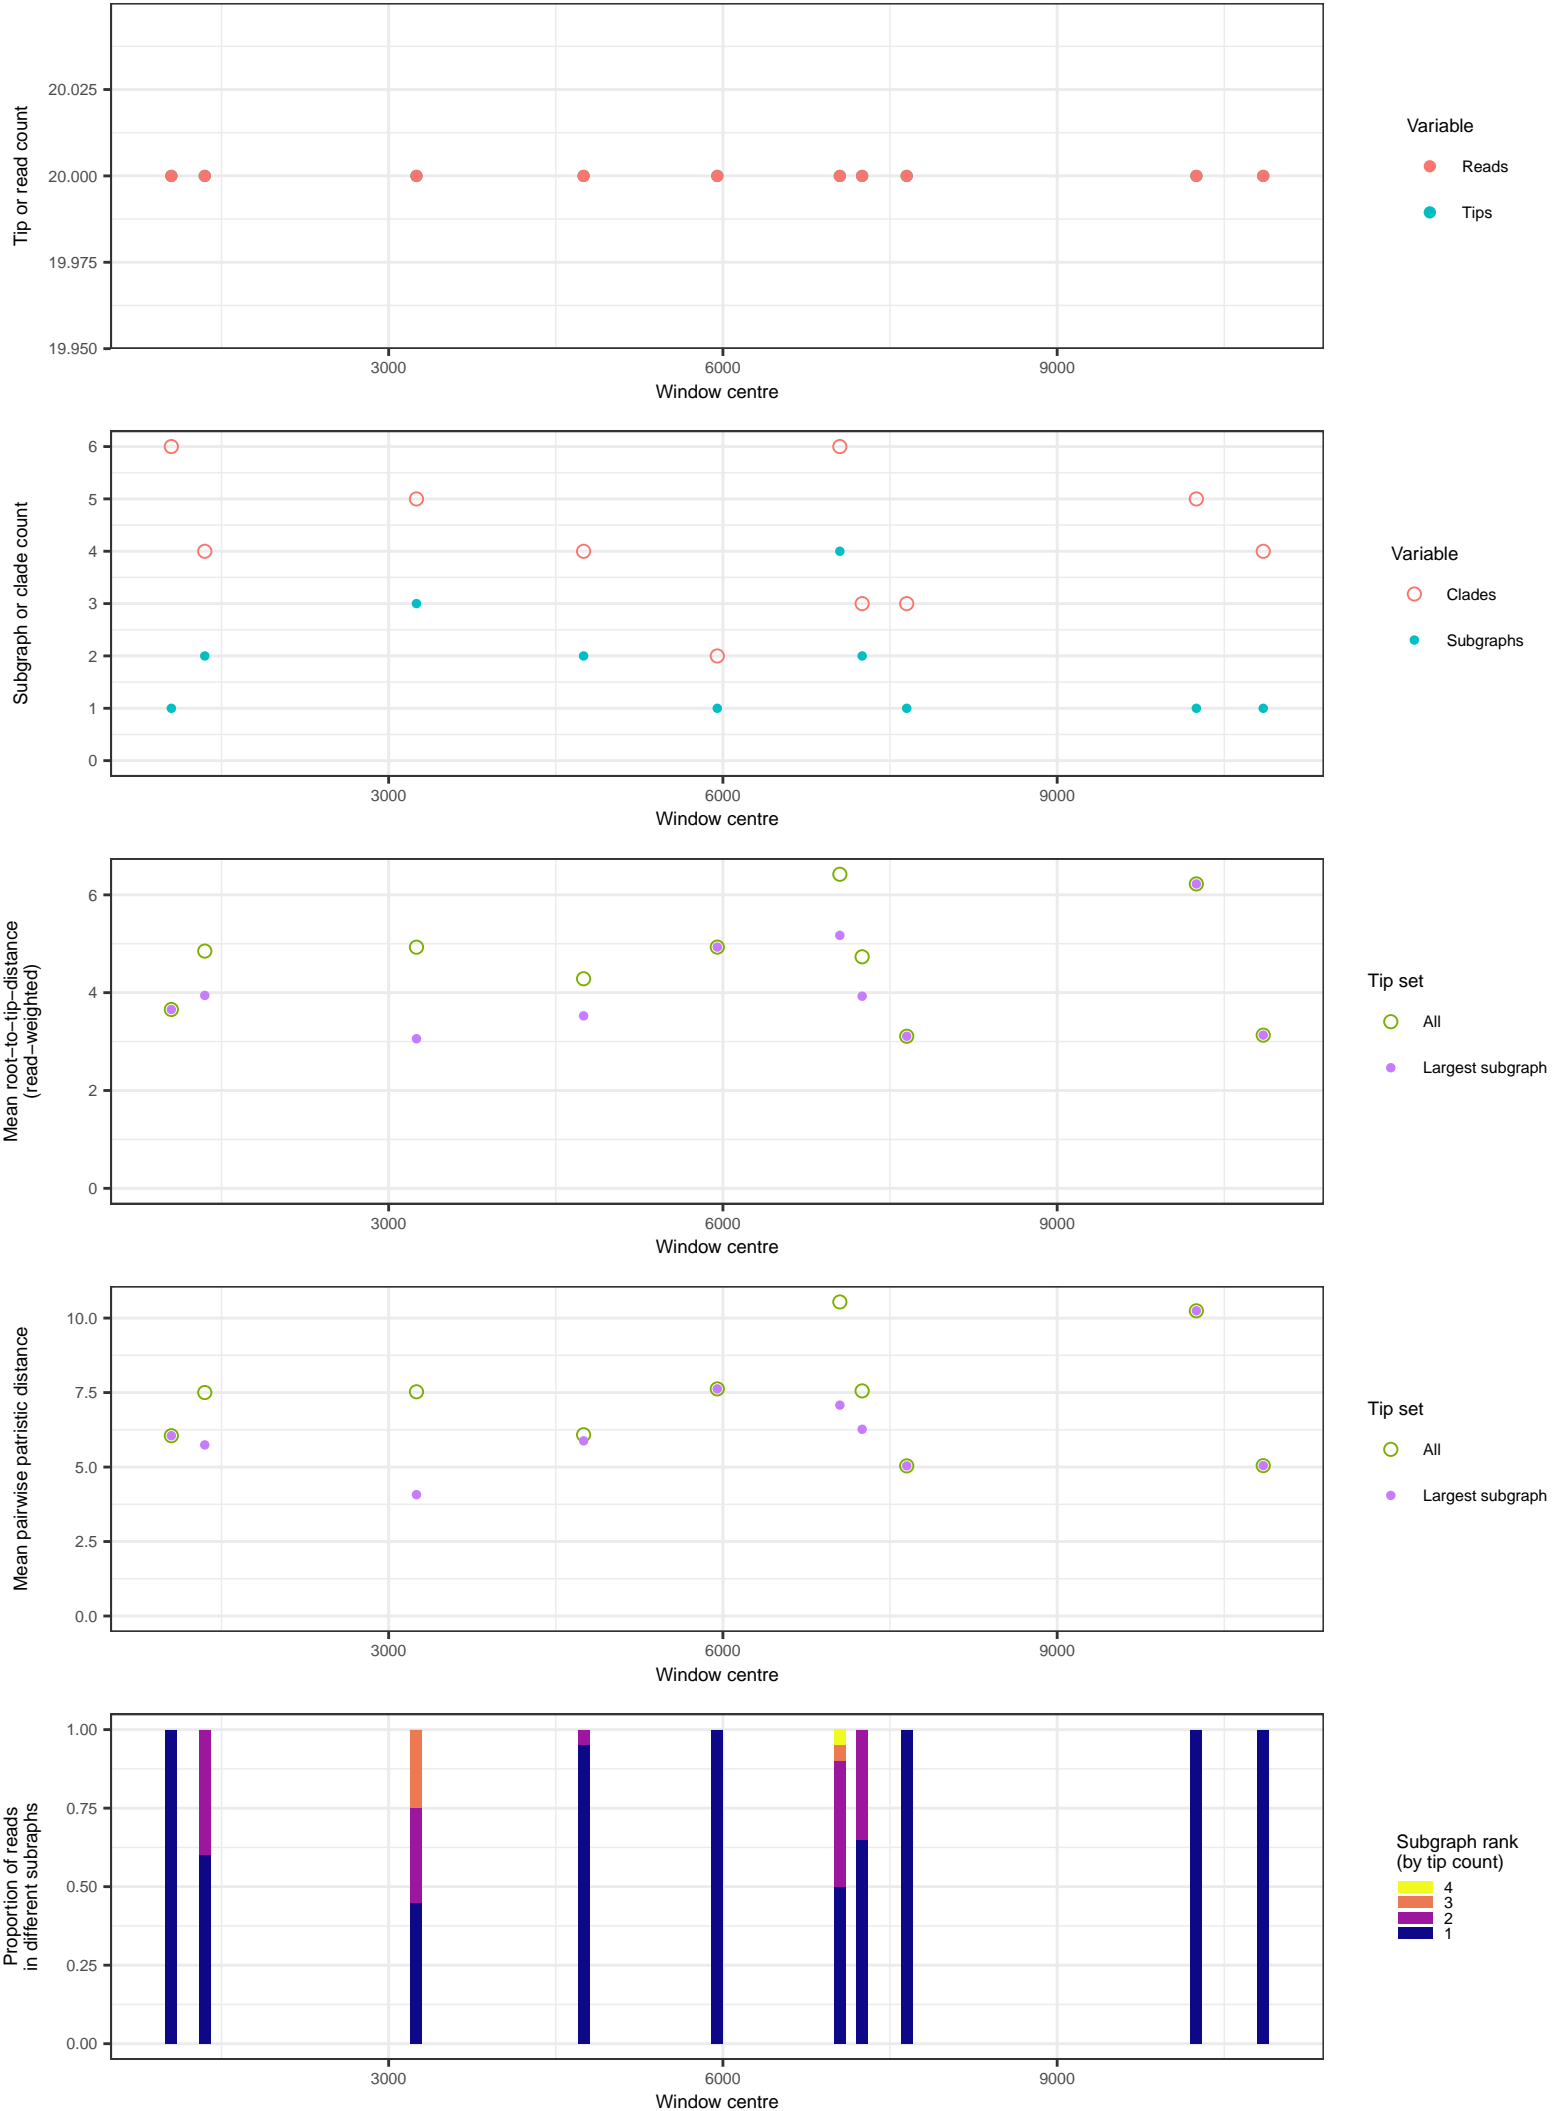 Tip or read count
20.025
20.000
19.975
19.950
3000 6000 9000
Window centre
Variable
Reads
Tips
Subgraph or clade count
6
5
4
3
2
1
0
3000 6000 9000
Window centre
Variable
Clades
Subgraphs
Mean root−to−tip−distance
(read−weighted)
6
4
2
0
3000 6000 9000
Window centre
Tip set
All
Largest subgraph
Mean pairwise patristic distance
10.0
7.5
5.0
2.5
0.0
3000 6000 9000
Window centre
Tip set
All
Largest subgraph
Proportion of reads
in different subraphs
1.00
0.75
0.50
0.25
0.00
3000 6000 9000
Window centre
Subgraph rank
(by tip count)
4
3
2
1